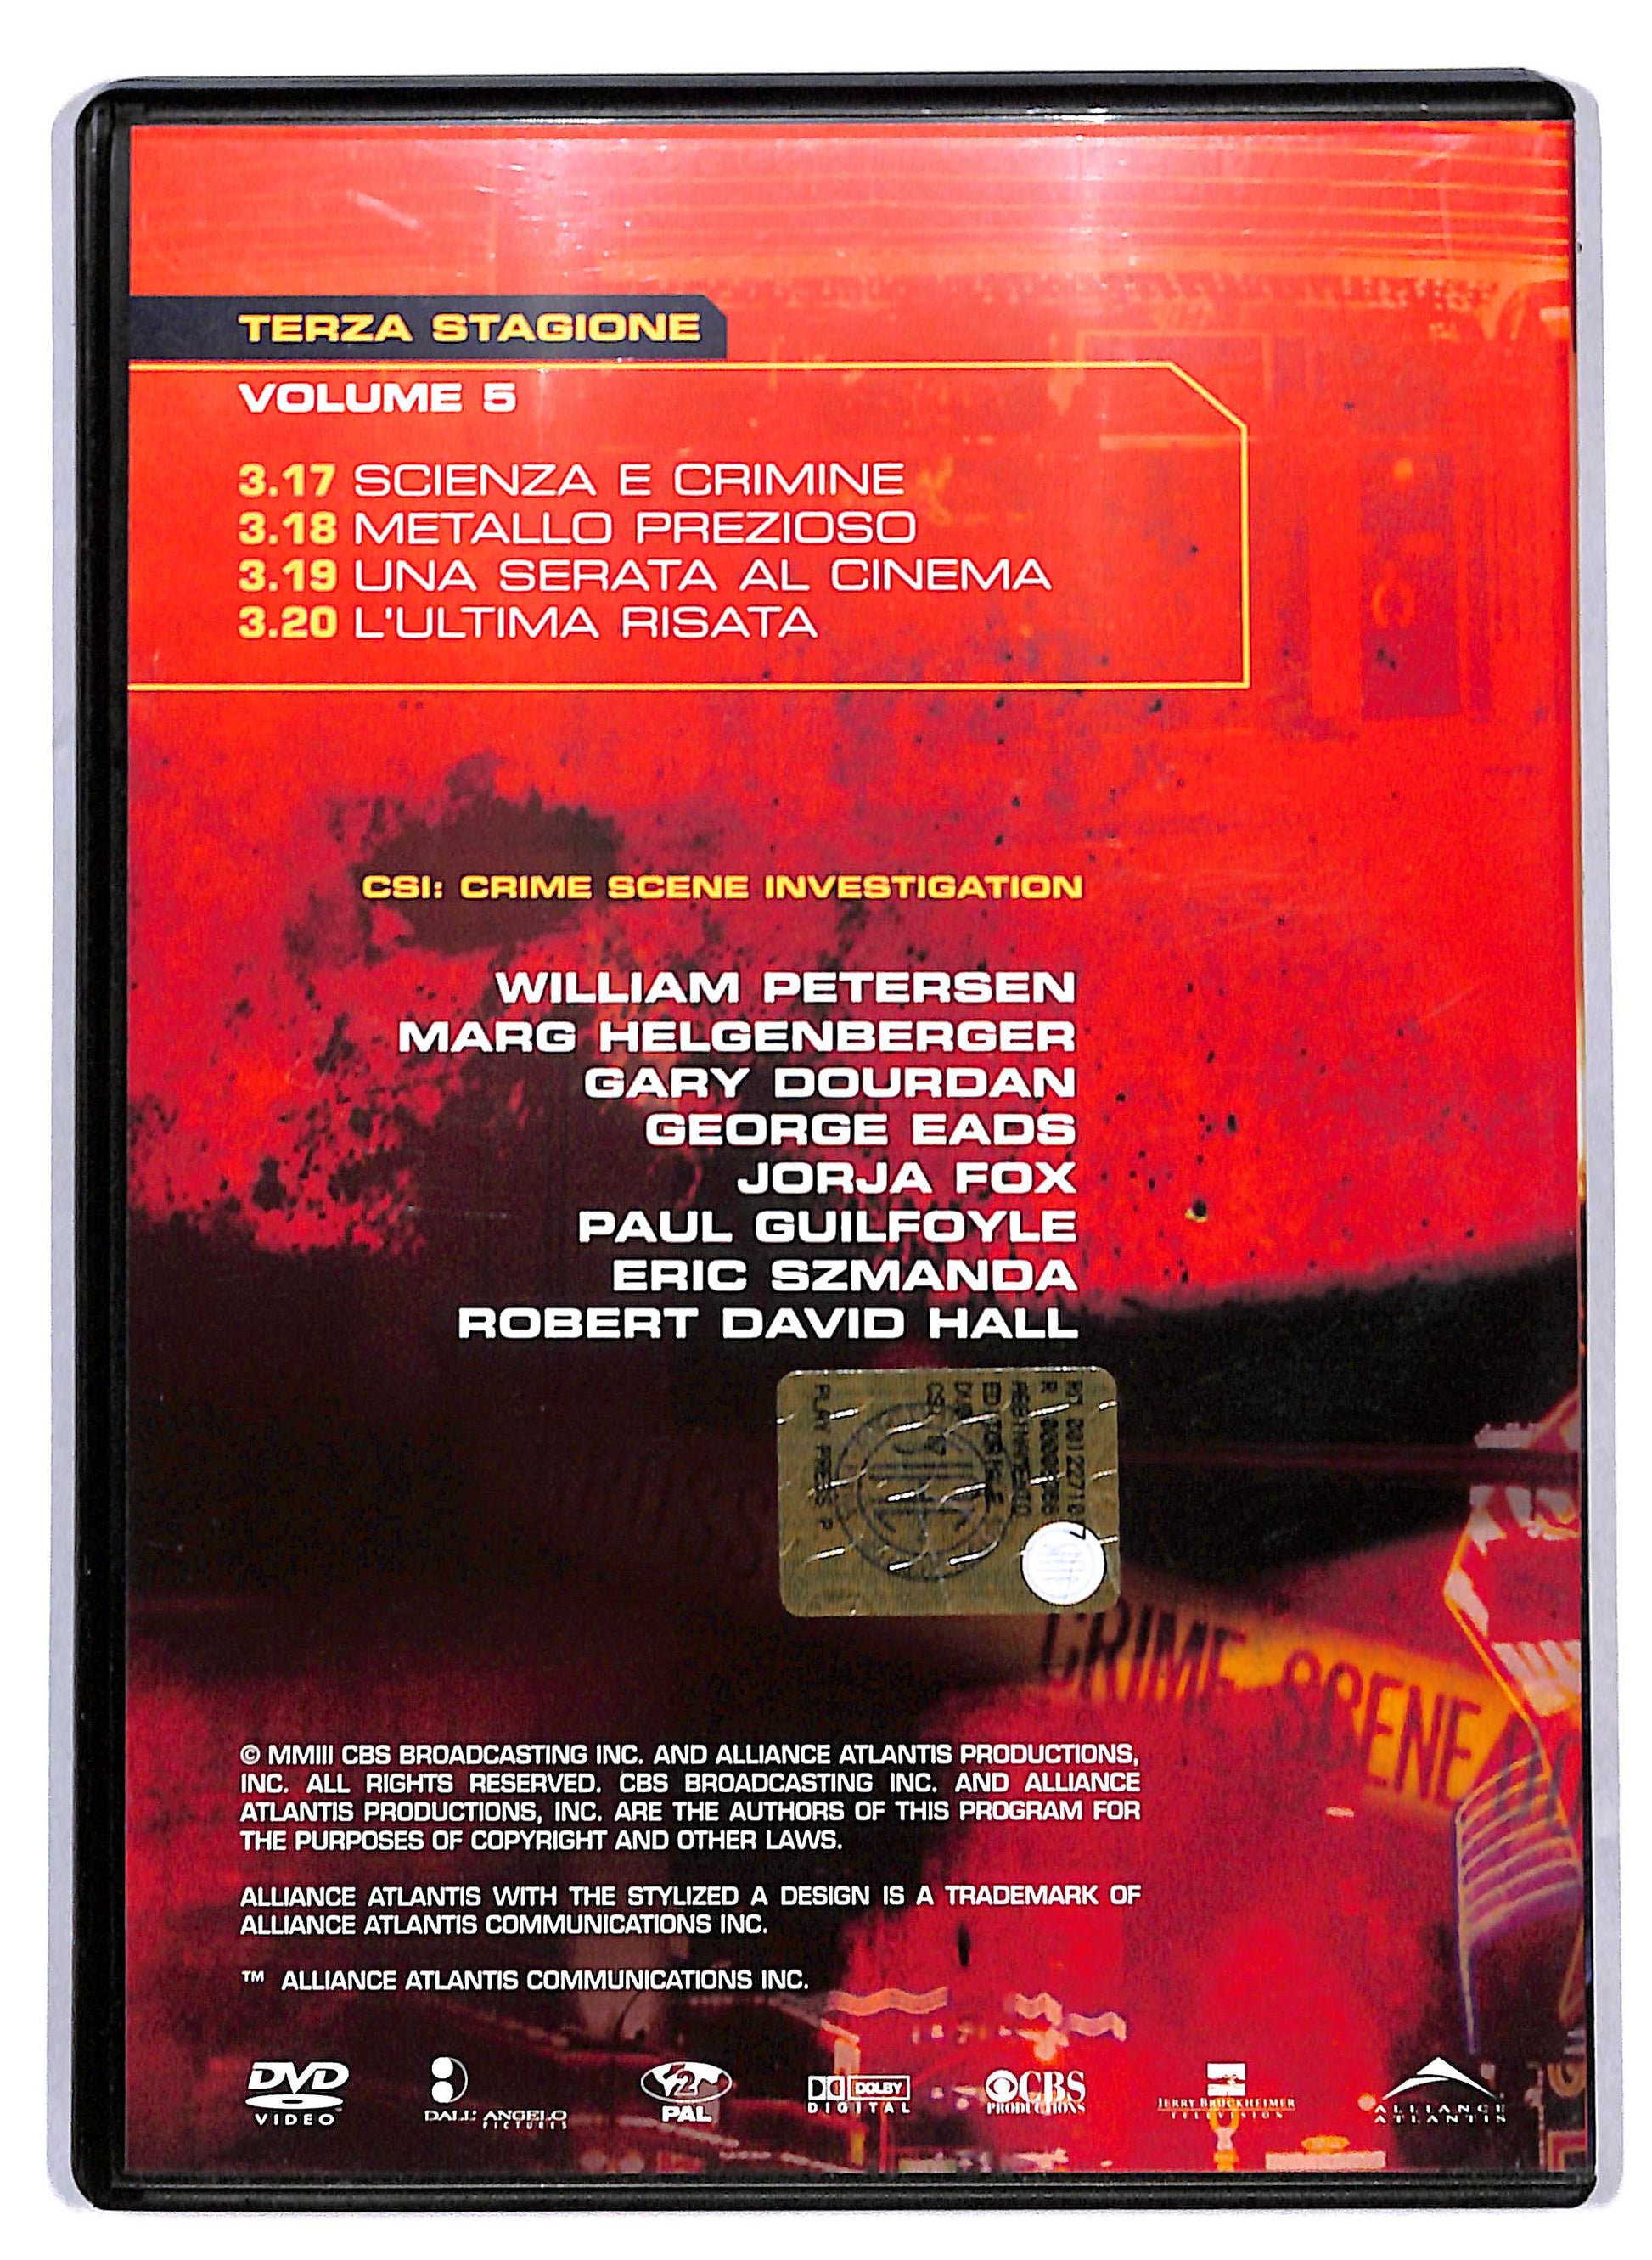 TERZA STAGIONE
VOLUME 5
3.17 SCIENZA E CRIMINE
3.18 METALLO PREZIOSO
3.19 UNA SERATA AL CINEMA
3.20 L'ULTIMA RISATA
CSI: CRIME SCENE INVESTIGATION
WILLIAM PETERSEN
MARG HELGENBERGER
GARY DOURDAN
GEORGE EADS
JORJA FOX
PAUL GUILFOYLE
ERIC SZMANDA
ROBERT DAVID HALL
PLAY PRESS P
CRIME SCENE
© MMIII CBS BROADCASTING INC. AND ALLIANCE ATLANTIS PRODUCTIONS,
INC. ALL RIGHTS RESERVED. CBS BROADCASTING INC. AND ALLIANCE
ATLANTIS PRODUCTIONS, INC. ARE THE AUTHORS OF THIS PROGRAM FOR
THE PURPOSES OF COPYRIGHT AND OTHER LAWS.
ALLIANCE ATLANTIS WITH THE STYLIZED A DESIGN IS A TRADEMARK OF
ALLIANCE ATLANTIS COMMUNICATIONS INC.
™ ALLIANCE ATLANTIS COMMUNICATIONS INC.
DVD VIDEO
DALL'ANGELO PICTURES
2 PAL
DOLBY DIGITAL
CBS PRODUCTIONS
JERRY BRUCKHEIMER TELEVISION
ALLIANCE ATLANTIS